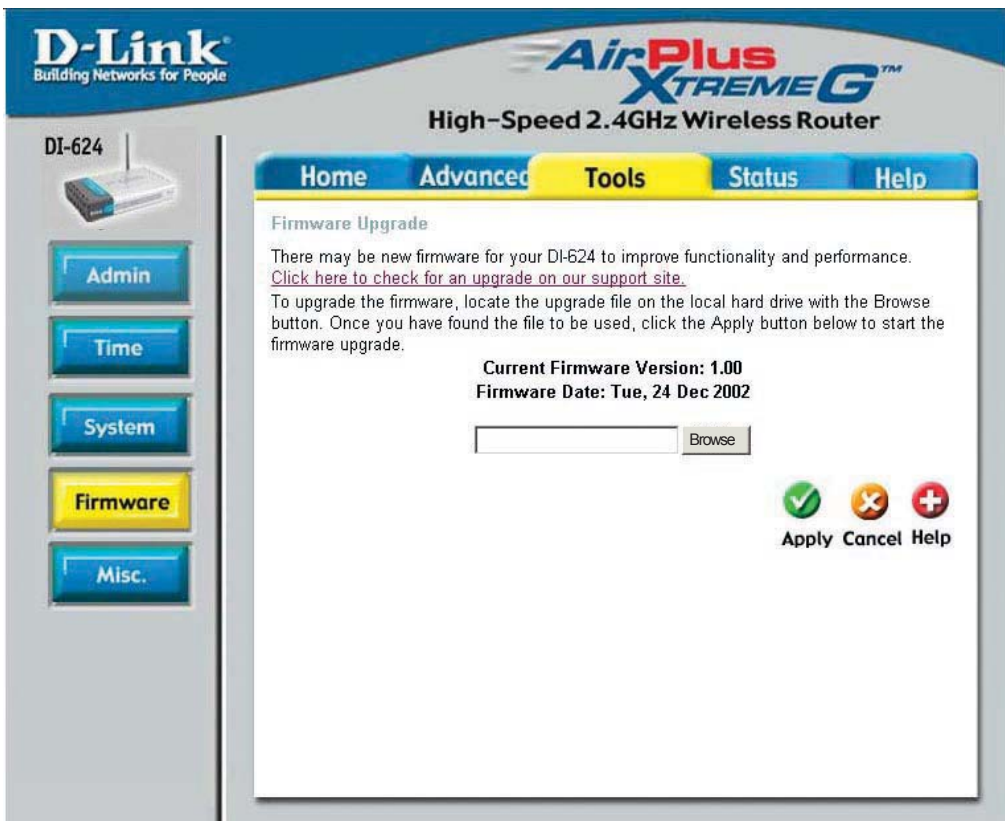 D-Link
Building Networks for People
AirPlus
XTREME G™
High-Speed 2.4GHz Wireless Router
DI-624
Home Advanced Tools Status Help
Admin
Time
System
Firmware
Misc.
Firmware Upgrade
There may be new firmware for your DI-624 to improve functionality and performance.
Click here to check for an upgrade on our support site.
To upgrade the firmware, locate the upgrade file on the local hard drive with the Browse
button. Once you have found the file to be used, click the Apply button below to start the
firmware upgrade.
Current Firmware Version: 1.00
Firmware Date: Tue, 24 Dec 2002
Browse
Apply Cancel Help